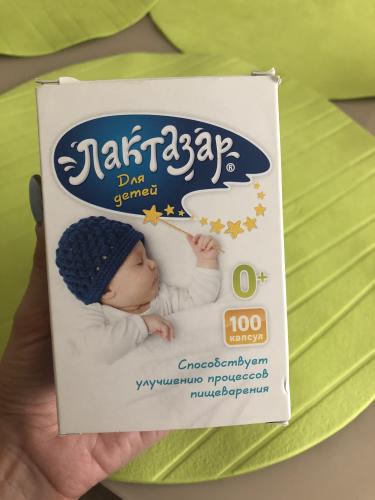 Лактазар®
Для
детей
0+
100
капсул
Способствует
улучшению процессов
пищеварения